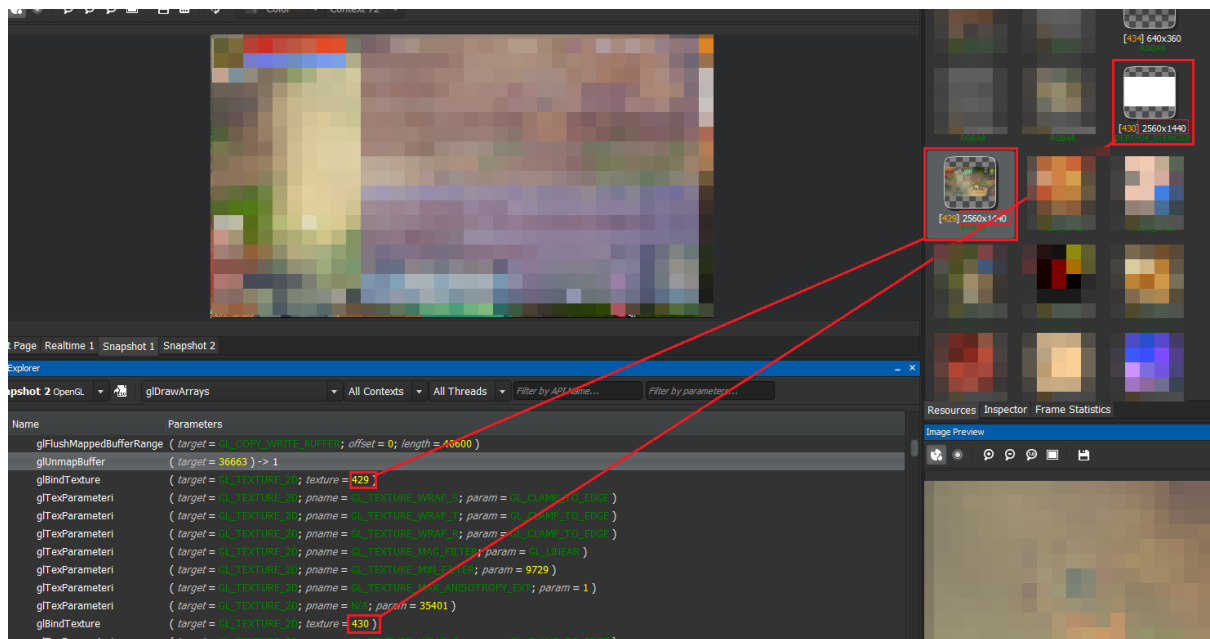 Color
Context 72
[434] 640x360
RGBA8
[430] 2560x1440
RGBA8
RGBA8
[429] 2560x1440
t Page Realtime 1 Snapshot 1 Snapshot 2
Explorer
apshot 2 OpenGL glDrawArrays All Contexts All Threads Filter by API Name... Filter by parameters...
Resources Inspector Frame Statistics
Name Parameters
Image Preview
glFlushMappedBufferRange ( target = GL_COPY_WRITE_BUFFER; offset = 0; length = 40600 )
glUnmapBuffer ( target = 36663 ) -> 1
glBindTexture ( target = GL_TEXTURE_2D; texture = 429 )
glTexParameteri ( target = GL_TEXTURE_2D; pname = GL_TEXTURE_WRAP_S; param = GL_CLAMP_TO_EDGE )
glTexParameteri ( target = GL_TEXTURE_2D; pname = GL_TEXTURE_WRAP_T; param = GL_CLAMP_TO_EDGE )
glTexParameteri ( target = GL_TEXTURE_2D; pname = GL_TEXTURE_WRAP_R; param = GL_CLAMP_TO_EDGE )
glTexParameteri ( target = GL_TEXTURE_2D; pname = GL_TEXTURE_MAG_FILTER; param = GL_LINEAR )
glTexParameteri ( target = GL_TEXTURE_2D; pname = GL_TEXTURE_MIN_FILTER; param = 9729 )
glTexParameteri ( target = GL_TEXTURE_2D; pname = GL_TEXTURE_MAX_ANISOTROPY_EXT; param = 1 )
glTexParameteri ( target = GL_TEXTURE_2D; pname = N/A; param = 35401 )
glBindTexture ( target = GL_TEXTURE_2D; texture = 430 )